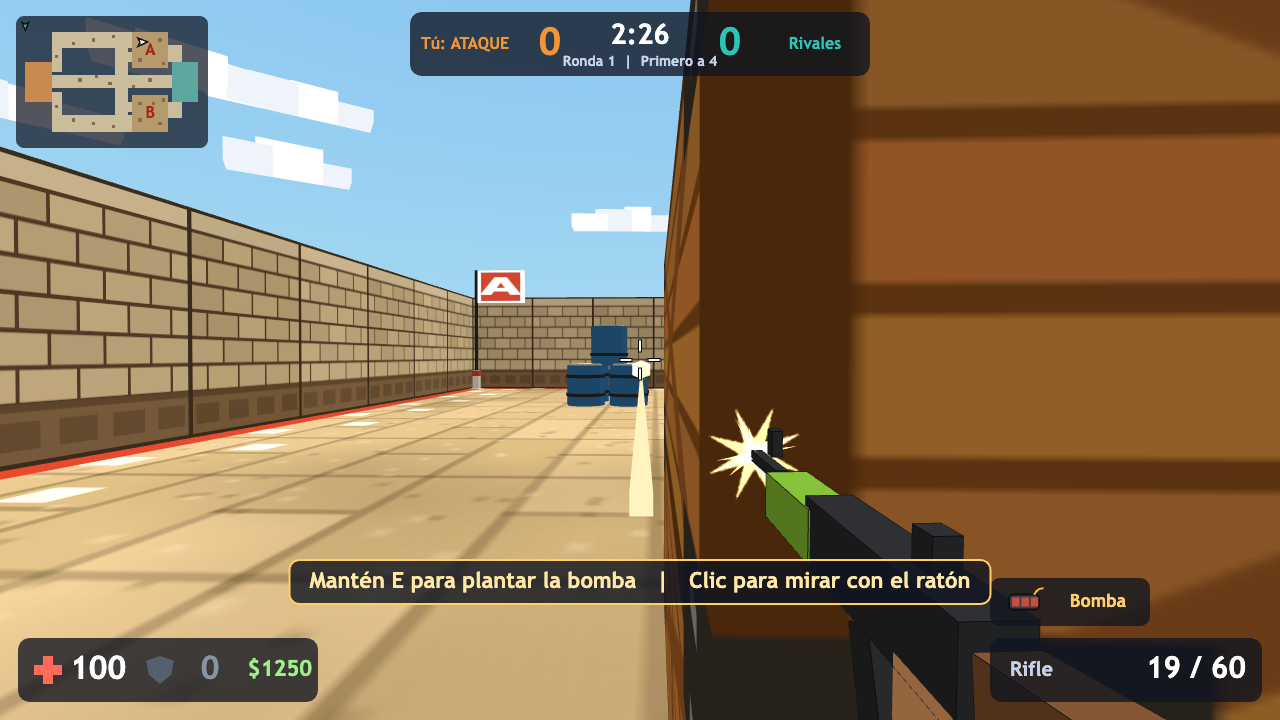 Tú: ATAQUE
0
2:26
0
Rivales
Ronda 1 | Primero a 4
A
B
A
Mantén E para plantar la bomba | Clic para mirar con el ratón
Bomba
100
0
$1250
Rifle
19 / 60